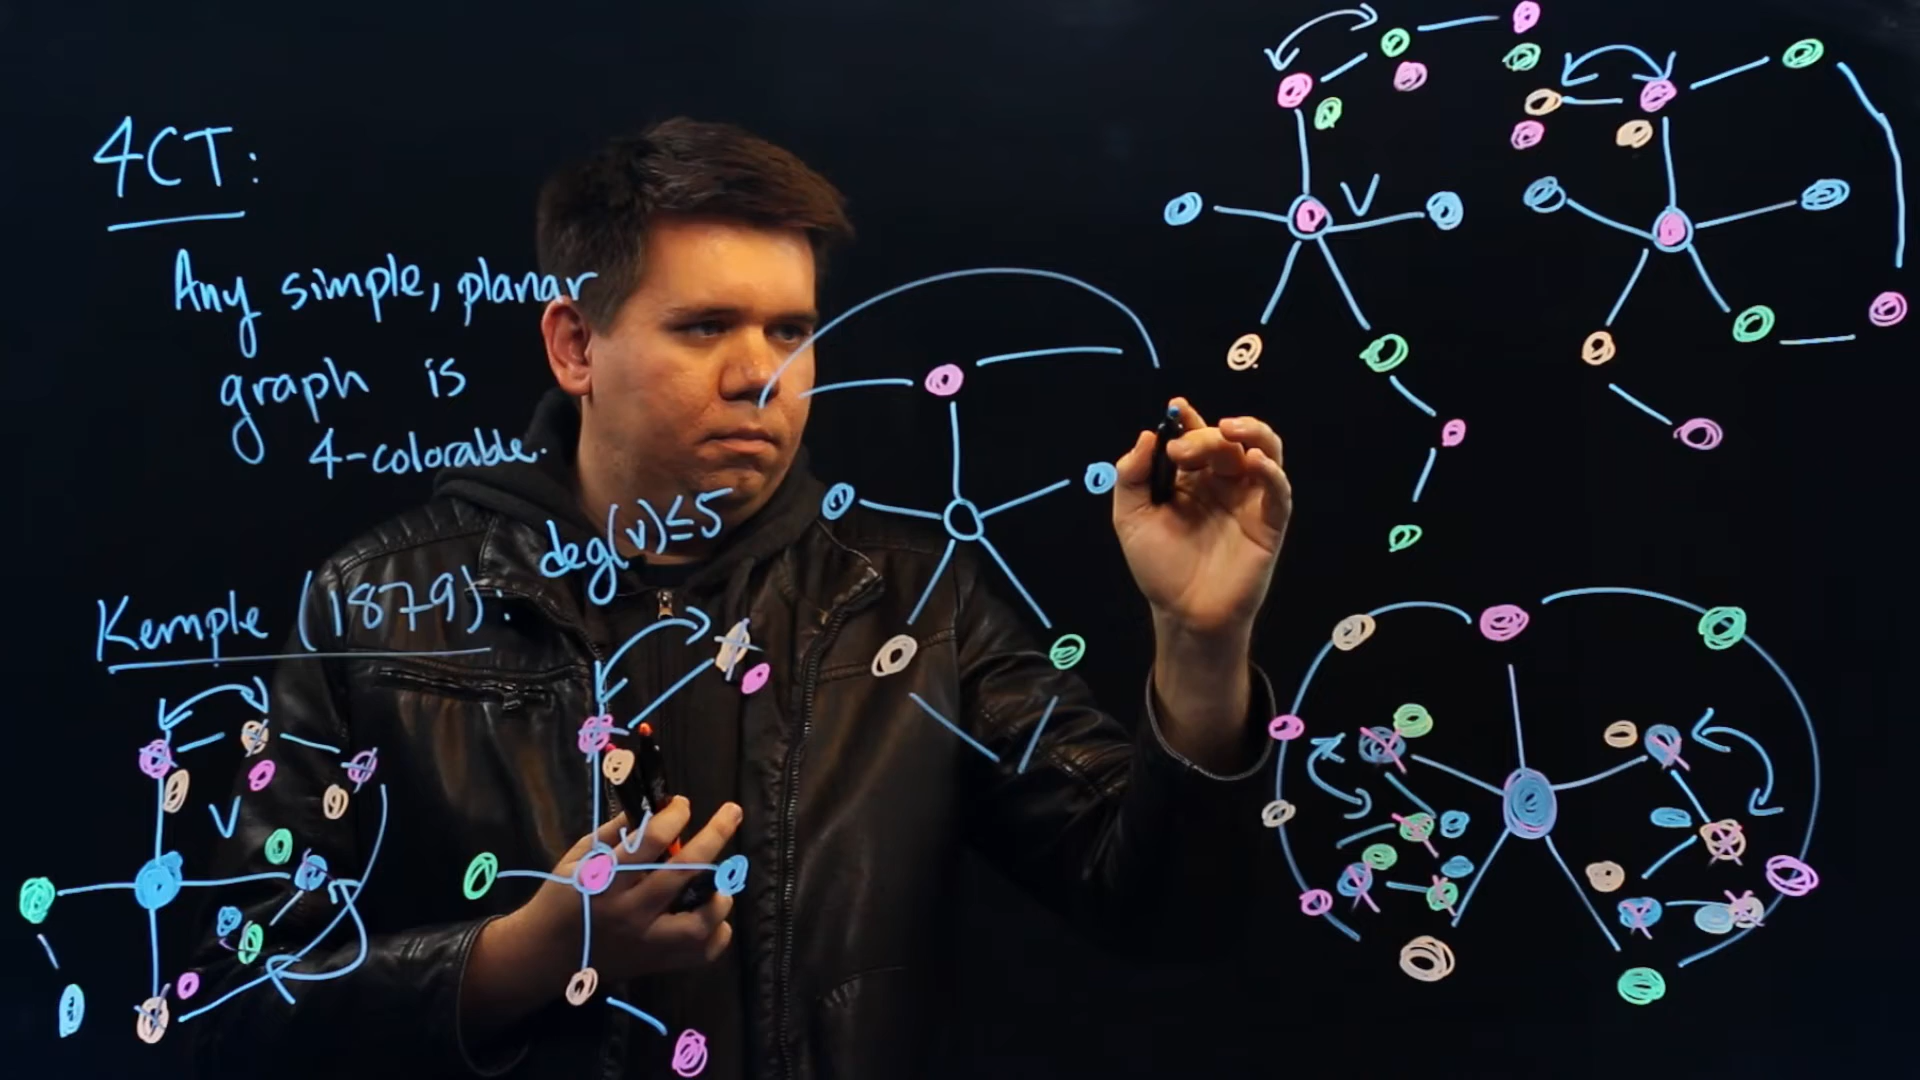 4CT:
Any simple, planar
graph is
4-colorable.
deg(v)≤5
Kemple (1879):
V
V
V